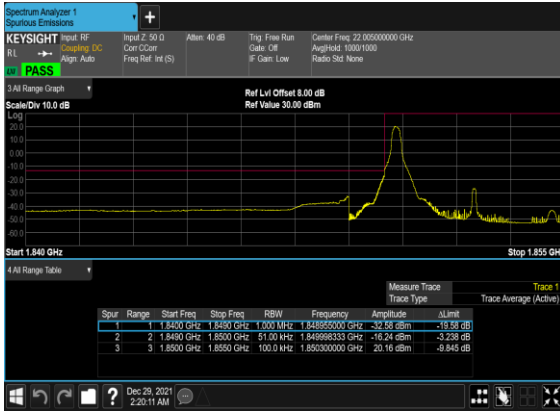 Spectrum Analyzer 1
Spurious Emissions
+
KEYSIGHT Input: RF Input Z: 50 Ω Atten: 40 dB Trig: Free Run Center Freq: 22.005000000 GHz
RL Coupling: DC Corr CCorr Gate: Off Avg|Hold: 1000/1000
Align: Auto Freq Ref: Int (S) IF Gain: Low Radio Std: None
PASS
3 All Range Graph Ref Lvl Offset 8.00 dB
Scale/Div 10.0 dB Ref Value 30.00 dBm
Log
20.0
10.0
0.00
-10.0
-20.0
-30.0
-40.0
-50.0
-60.0
Start 1.840 GHz Stop 1.855 GH
4 All Range Table
Measure Trace Trace 1
Trace Type Trace Average (Active)
Spur Range Start Freq Stop Freq RBW Frequency Amplitude ΔLimit
1 1 1.8400 GHz 1.8490 GHz 1.000 MHz 1.848955000 GHz -32.58 dBm -19.58 dB
2 2 1.8490 GHz 1.8500 GHz 51.00 kHz 1.849998333 GHz -16.24 dBm -3.238 dB
3 3 1.8500 GHz 1.8550 GHz 100.0 kHz 1.850300000 GHz 20.16 dBm -9.845 dB
? Dec 29, 2021
2:20:11 AM